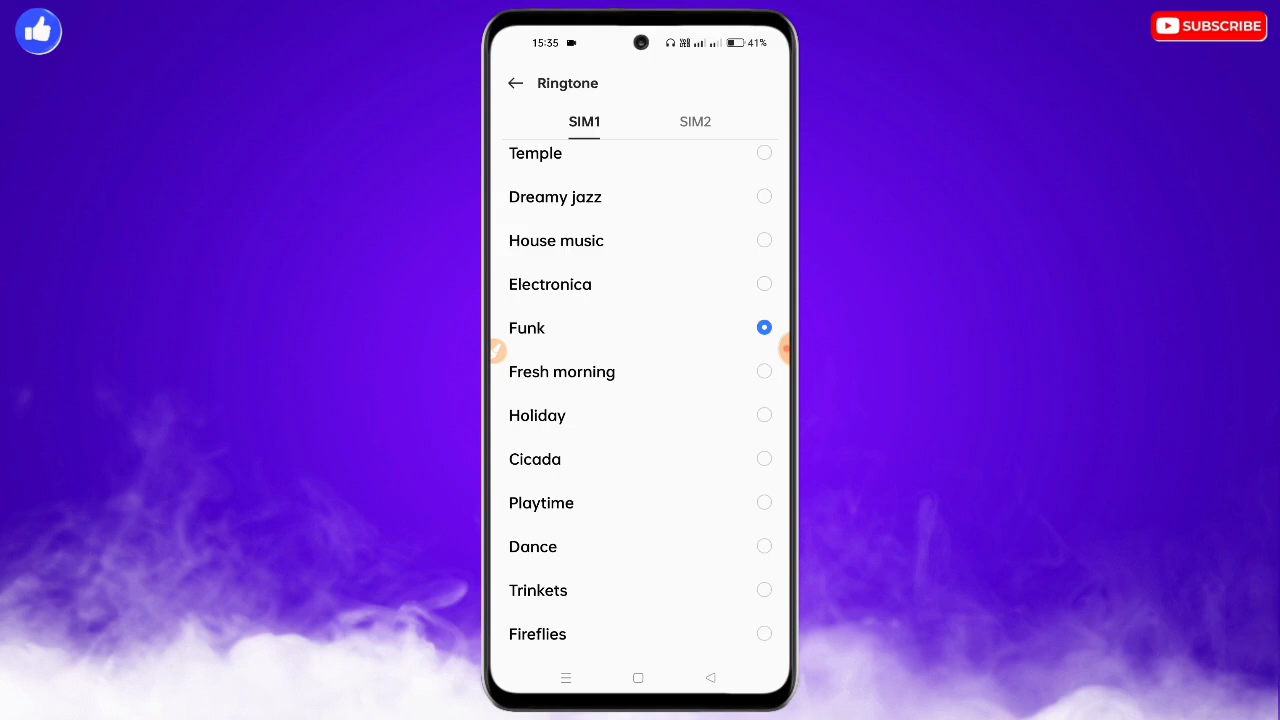 SUBSCRIBE
15:35
41%
Ringtone
SIM1 SIM2
Temple
Dreamy jazz
House music
Electronica
Funk
Fresh morning
Holiday
Cicada
Playtime
Dance
Trinkets
Fireflies